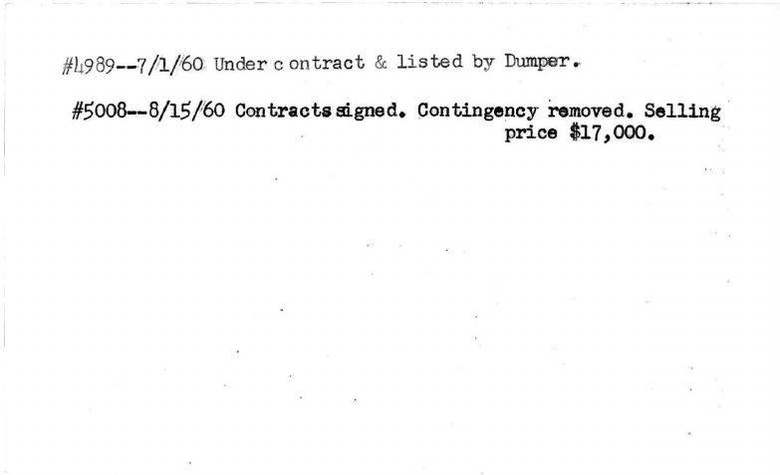 #4989--7/1/60 Under contract & listed by Dumper.
#5008--8/15/60 Contracts signed. Contingency removed. Selling
price $17,000.